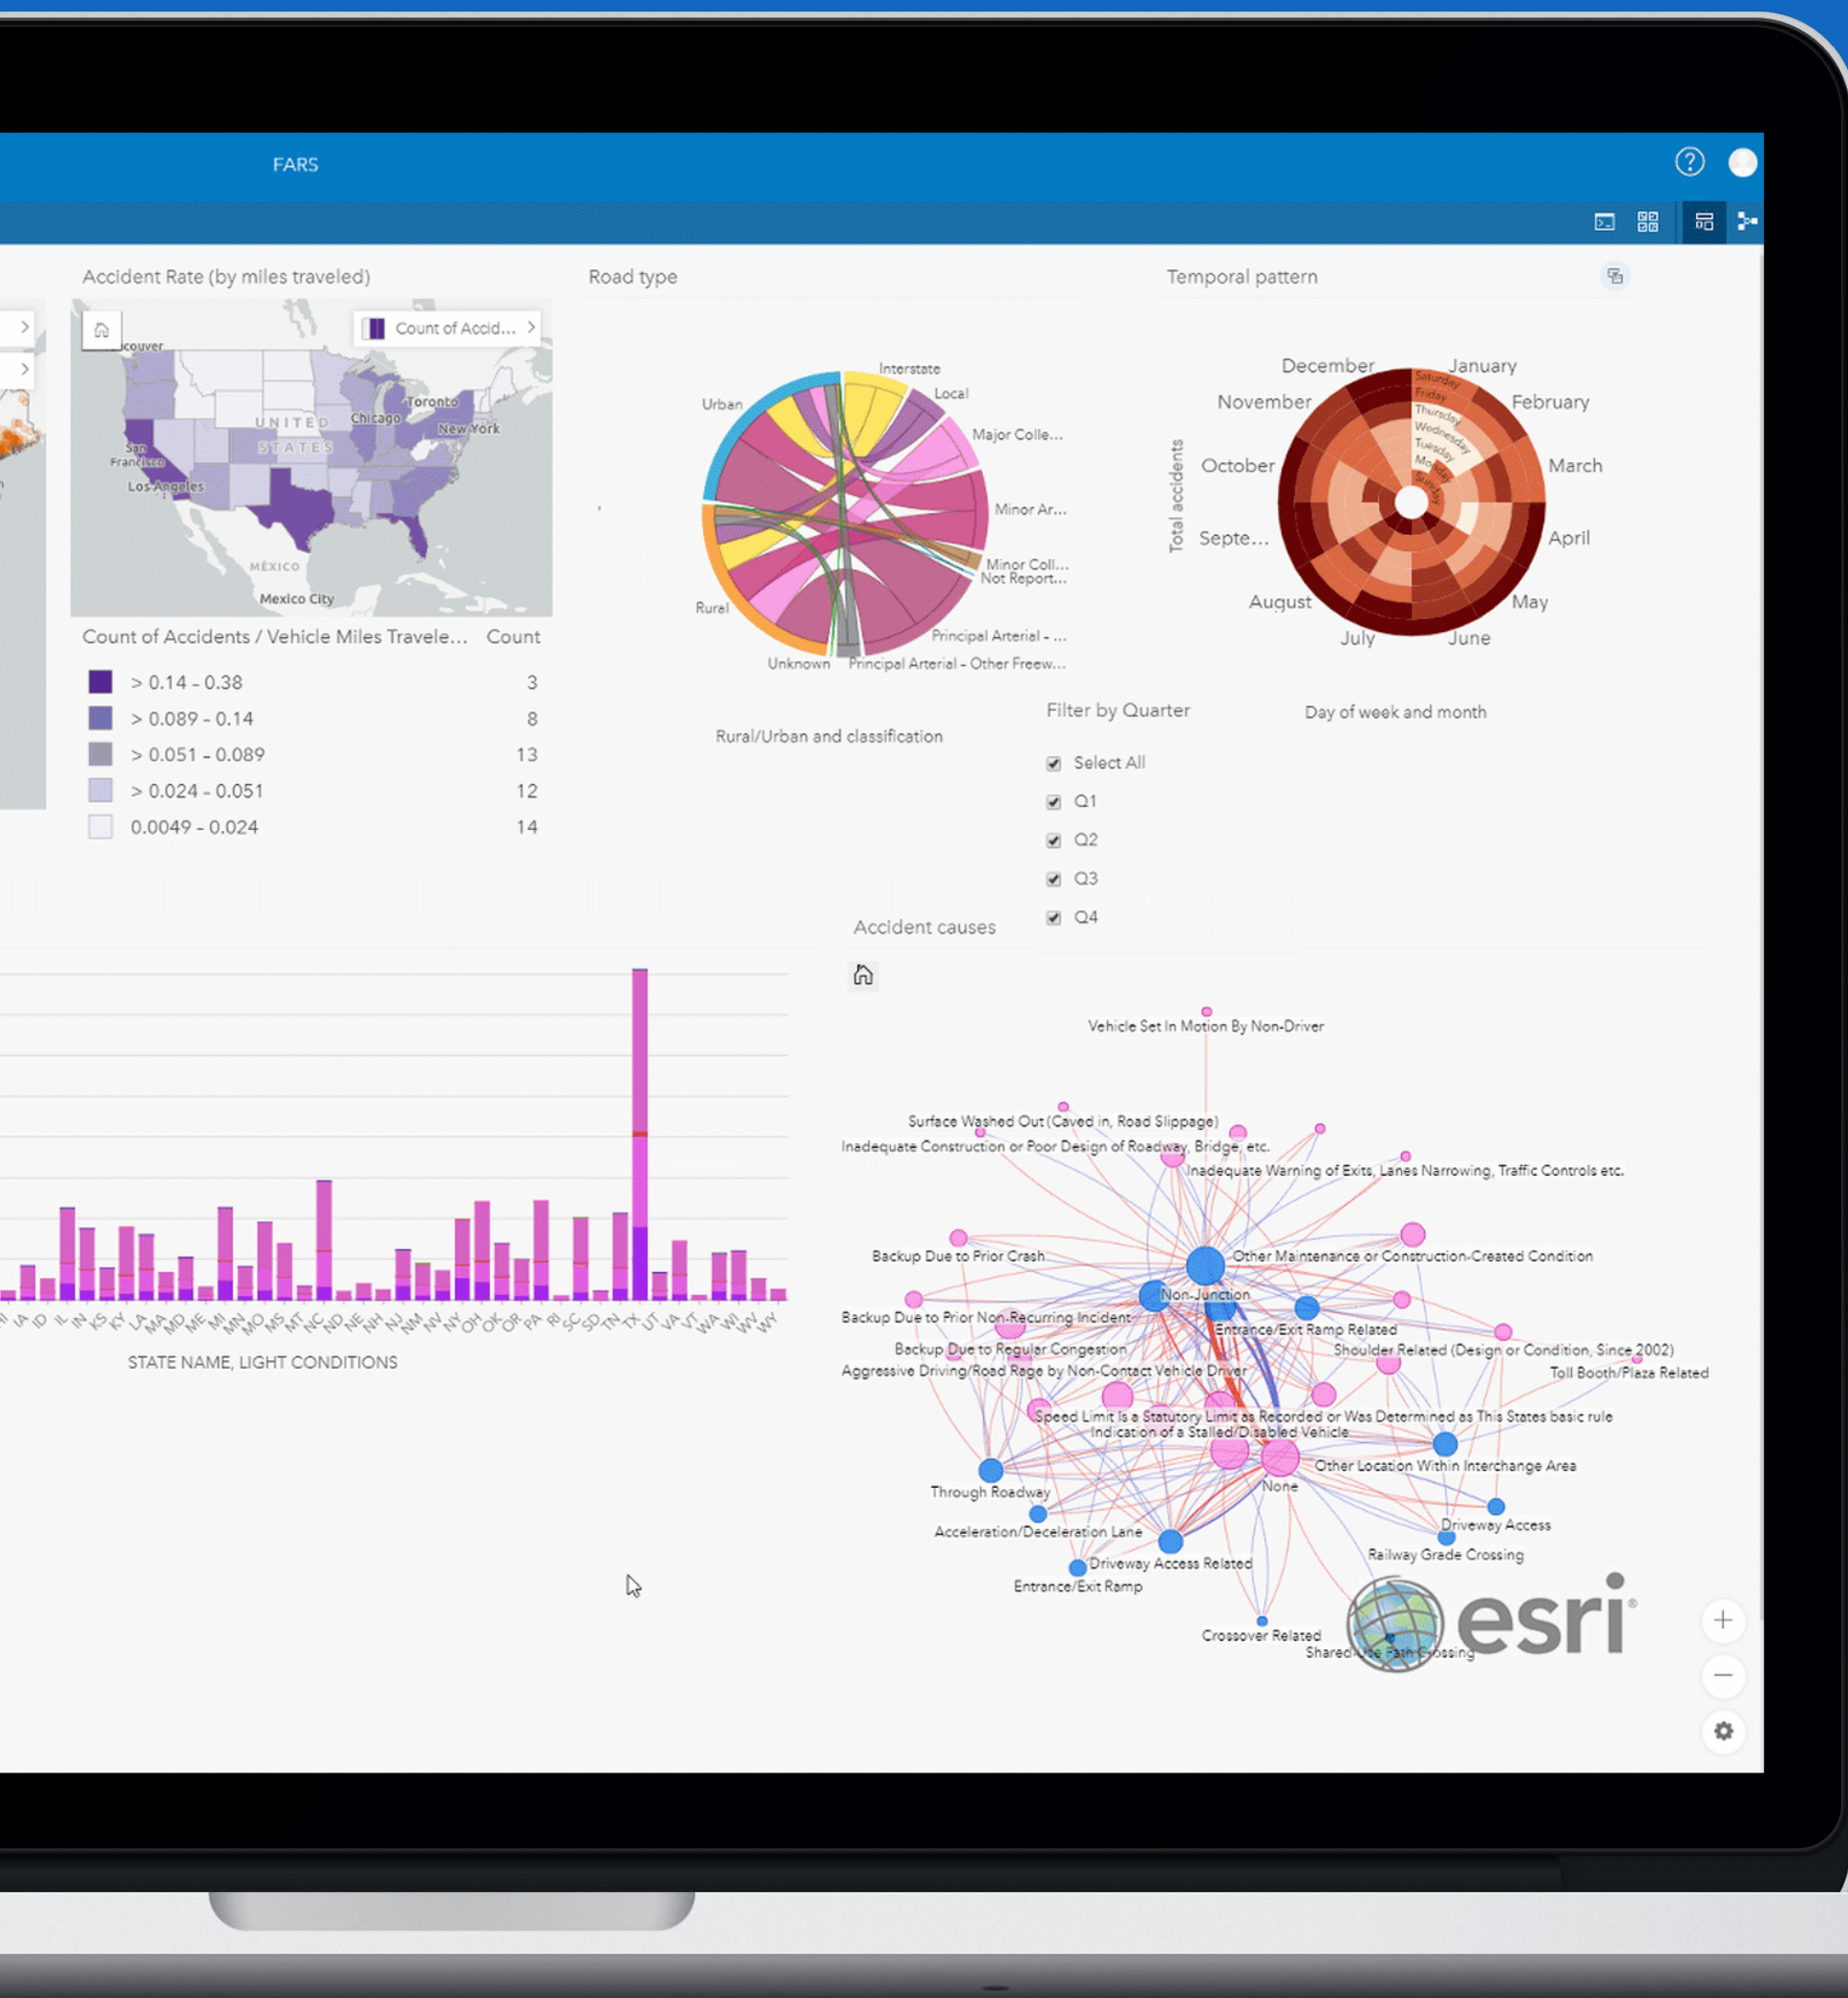 FARS
Accident Rate (by miles traveled)
Road type
Temporal pattern
Count of Accid...
Toronto
Chicago
New York
UNITED
STATES
San
Francisco
Los Angeles
MÉXICO
Mexico City
Count of Accidents / Vehicle Miles Travele... Count
> 0.14 - 0.38 3
> 0.089 - 0.14 8
> 0.051 - 0.089 13
> 0.024 - 0.051 12
0.0049 - 0.024 14
Interstate
Local
Major Colle...
Minor Ar...
Minor Coll...
Not Report...
Principal Arterial - ...
Principal Arterial - Other Freew...
Unknown
Rural
Urban
Rural/Urban and classification
Total accidents
December
January
November
February
October
March
Septe...
April
August
May
July
June
Saturday
Friday
Thursday
Wednesday
Tuesday
Monday
Sunday
Day of week and month
Filter by Quarter
Select All
Q1
Q2
Q3
Q4
IA ID IL IN KS KY LA MA MD ME MI MN MO MS MT NC ND NE NH NJ NM NV NY OH OK OR PA RI SC SD TN TX UT VA VT WA WI WV WY
STATE NAME, LIGHT CONDITIONS
Accident causes
Vehicle Set In Motion By Non-Driver
Surface Washed Out (Caved in, Road Slippage)
Inadequate Construction or Poor Design of Roadway, Bridge, etc.
Inadequate Warning of Exits, Lanes Narrowing, Traffic Controls etc.
Backup Due to Prior Crash
Other Maintenance or Construction-Created Condition
Non-Junction
Backup Due to Prior Non-Recurring Incident
Entrance/Exit Ramp Related
Backup Due to Regular Congestion
Shoulder Related (Design or Condition, Since 2002)
Aggressive Driving/Road Rage by Non-Contact Vehicle Driver
Toll Booth/Plaza Related
Speed Limit Is a Statutory Limit as Recorded or Was Determined as This States basic rule
Indication of a Stalled/Disabled Vehicle
Other Location Within Interchange Area
None
Through Roadway
Driveway Access
Acceleration/Deceleration Lane
Railway Grade Crossing
Driveway Access Related
Entrance/Exit Ramp
Crossover Related
Shared-Use Path Crossing
esri